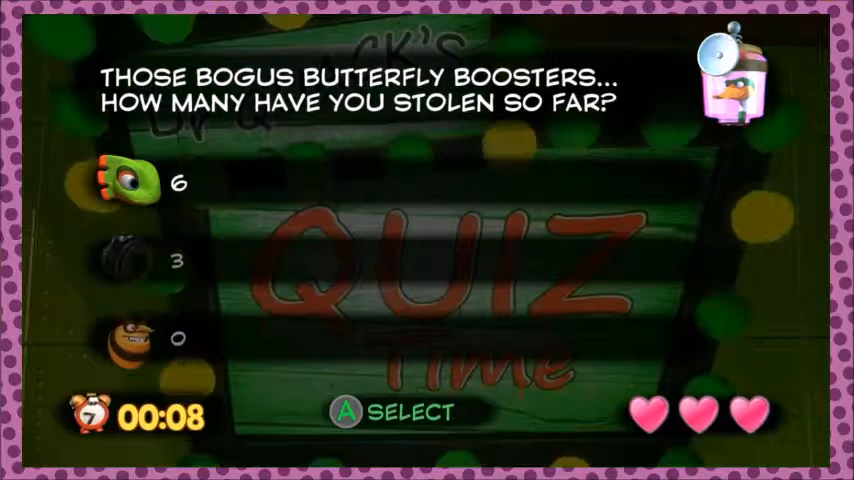 THOSE BOGUS BUTTERFLY BOOSTERS...
HOW MANY HAVE YOU STOLEN SO FAR?
6
3
0
QUIZ
Time
7
00:08
A SELECT